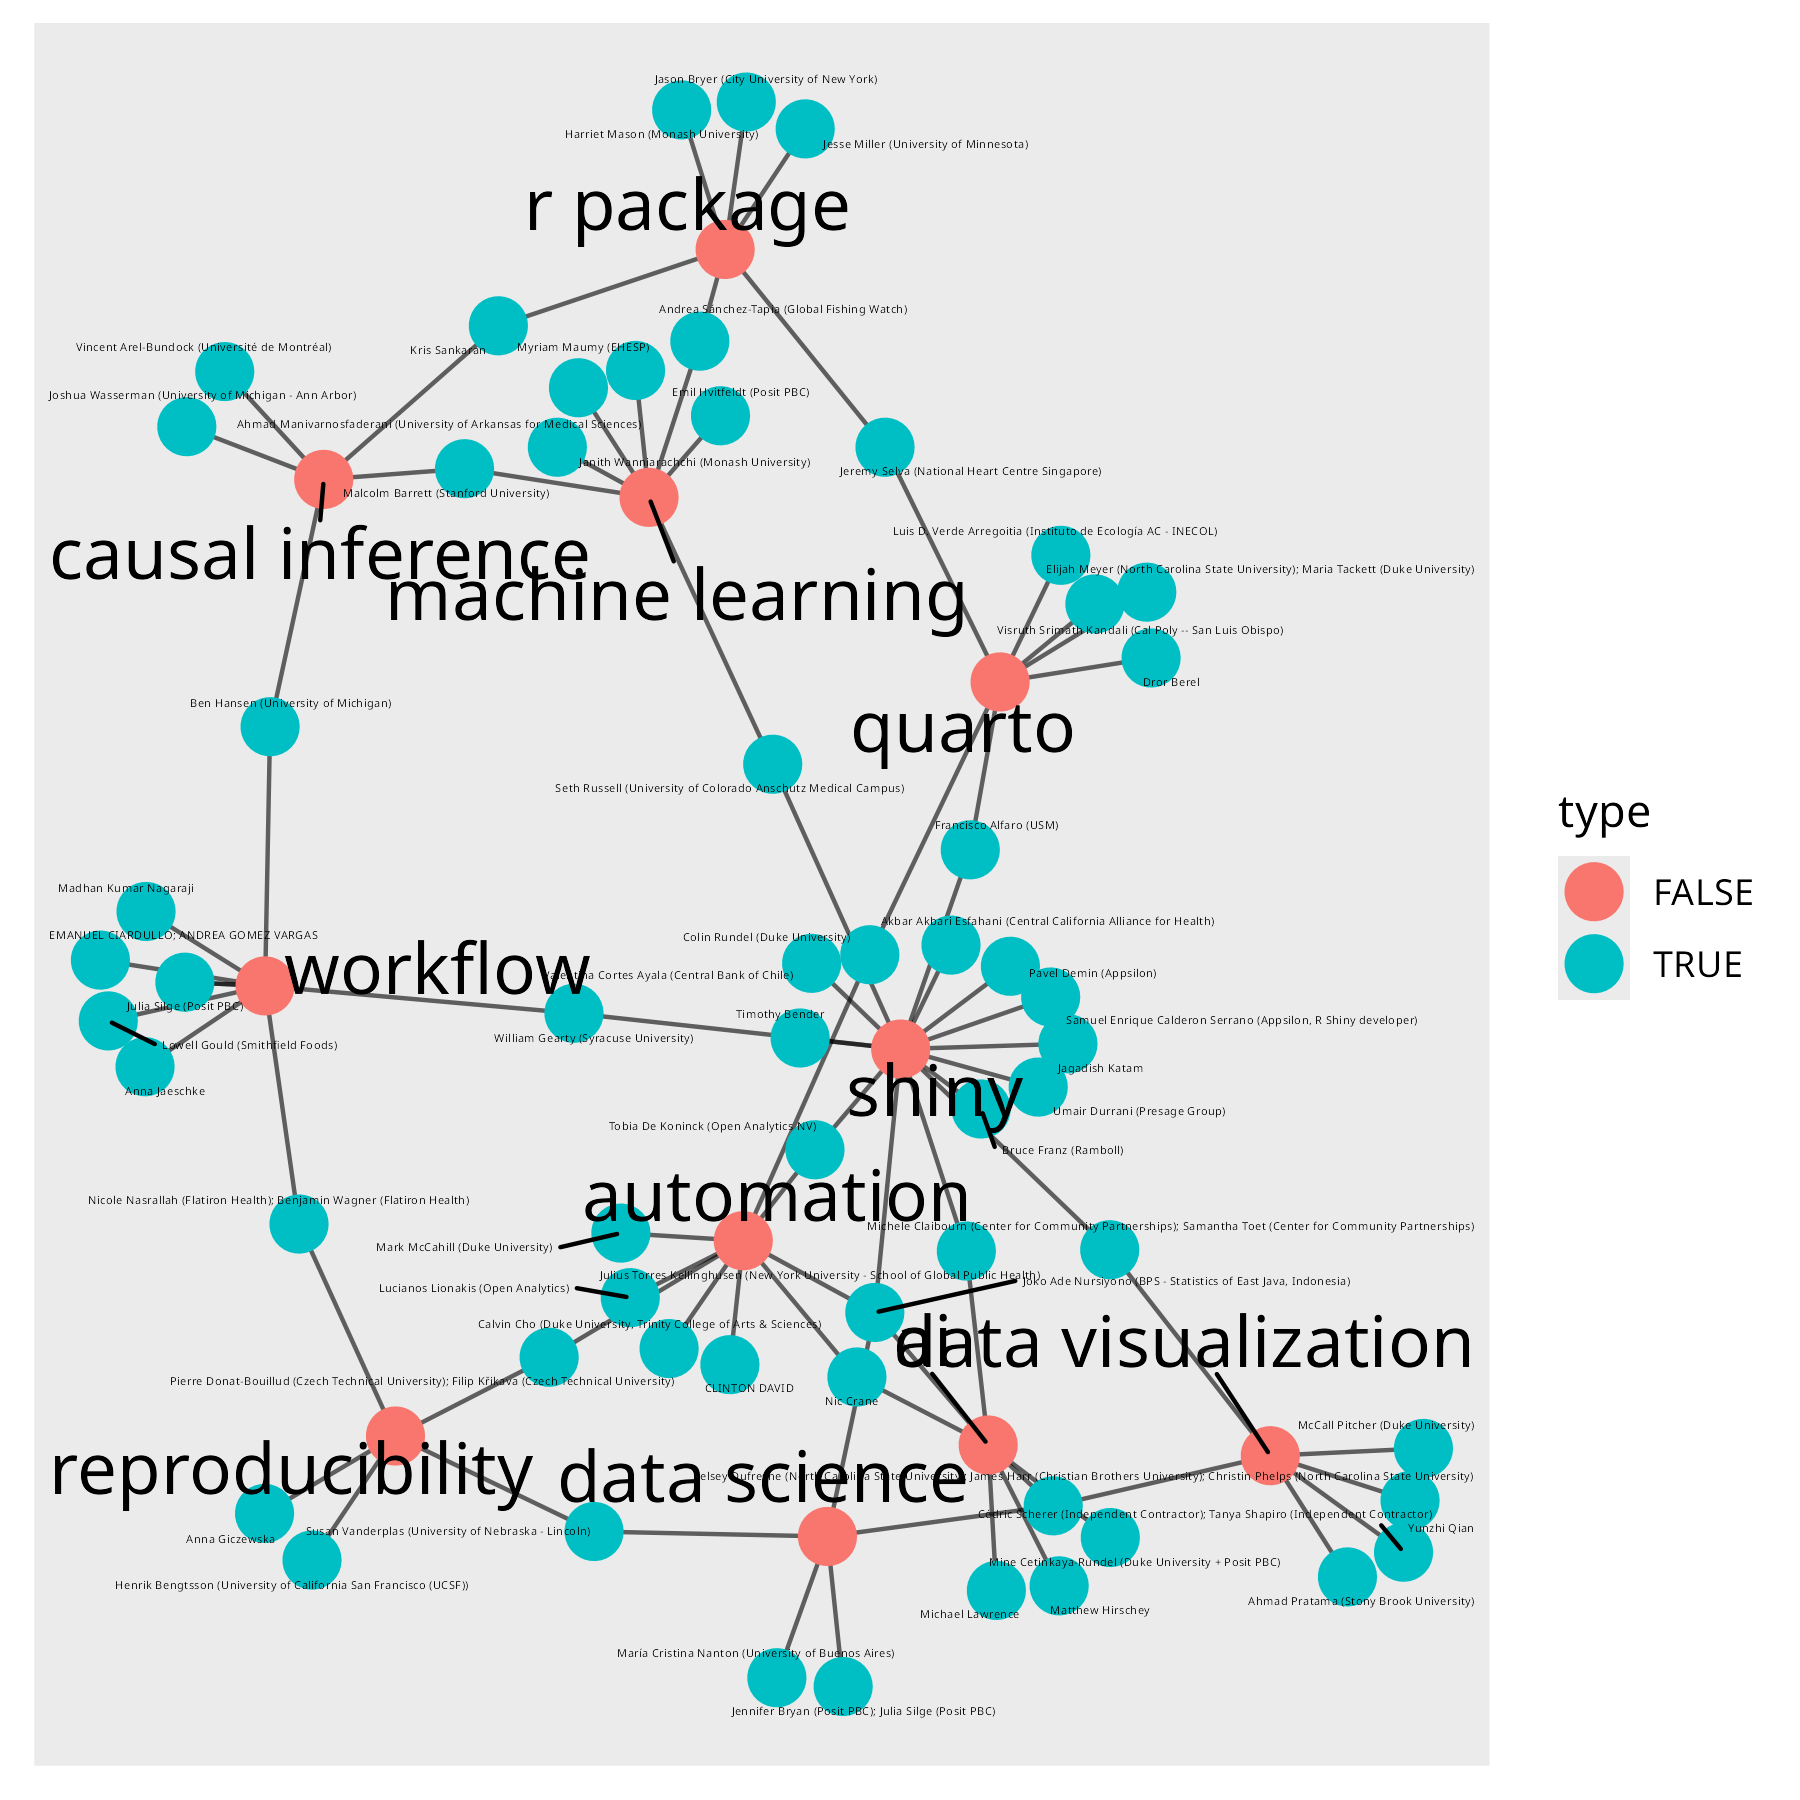 Jason Bryer (City University of New York)
Harriet Mason (Monash University)
Jesse Miller (University of Minnesota)
r package
Andrea Sánchez-Tapia (Global Fishing Watch)
Vincent Arel-Bundock (Université de Montréal)
Kris Sankaran
Myriam Maumy (EHESP)
Joshua Wasserman (University of Michigan - Ann Arbor)
Emil Hvitfeldt (Posit PBC)
Ahmad Manivarnosfaderani (University of Arkansas for Medical Sciences)
Janith Wanniarachchi (Monash University)
Jeremy Selva (National Heart Centre Singapore)
Malcolm Barrett (Stanford University)
Luis D. Verde Arregoitia (Instituto de Ecología AC - INECOL)
causal inference
Elijah Meyer (North Carolina State University); Maria Tackett (Duke University)
machine learning
Visruth Srimath Kandali (Cal Poly -- San Luis Obispo)
Dror Berel
Ben Hansen (University of Michigan)
quarto
Seth Russell (University of Colorado Anschutz Medical Campus)
type
Francisco Alfaro (USM)
FALSE
TRUE
Madhan Kumar Nagaraji
Akbar Akbari Esfahani (Central California Alliance for Health)
EMANUEL CIARDULLO; ANDREA GOMEZ VARGAS
Colin Rundel (Duke University)
workflow
Valentina Cortes Ayala (Central Bank of Chile)
Pavel Demin (Appsilon)
Julia Silge (Posit PBC)
Timothy Bender
Samuel Enrique Calderon Serrano (Appsilon, R Shiny developer)
Lowell Gould (Smithfield Foods)
William Gearty (Syracuse University)
Jagadish Katam
Anna Jaeschke
shiny
Umair Durrani (Presage Group)
Tobia De Koninck (Open Analytics NV)
Bruce Franz (Ramboll)
automation
Nicole Nasrallah (Flatiron Health); Benjamin Wagner (Flatiron Health)
Michele Claibourn (Center for Community Partnerships); Samantha Toet (Center for Community Partnerships)
Mark McCahill (Duke University)
Julius Torres Kellinghusen (New York University - School of Global Public Health)
Joko Ade Nursiyono (BPS - Statistics of East Java, Indonesia)
Lucianos Lionakis (Open Analytics)
Calvin Cho (Duke University, Trinity College of Arts & Sciences)
ai
data visualization
Pierre Donat-Bouillud (Czech Technical University); Filip Křikava (Czech Technical University)
CLINTON DAVID
Nic Crane
McCall Pitcher (Duke University)
reproducibility
data science
Dufresne (North Carolina State University); James Harr (Christian Brothers University); Christin Phelps (North Carolina State University)
Cédric Scherer (Independent Contractor); Tanya Shapiro (Independent Contractor)
Yunzhi Qian
Susan Vanderplas (University of Nebraska - Lincoln)
Anna Giczewska
Mine Cetinkaya-Rundel (Duke University + Posit PBC)
Henrik Bengtsson (University of California San Francisco (UCSF))
Ahmad Pratama (Stony Brook University)
Michael Lawrence
Matthew Hirschey
María Cristina Nanton (University of Buenos Aires)
Jennifer Bryan (Posit PBC); Julia Silge (Posit PBC)